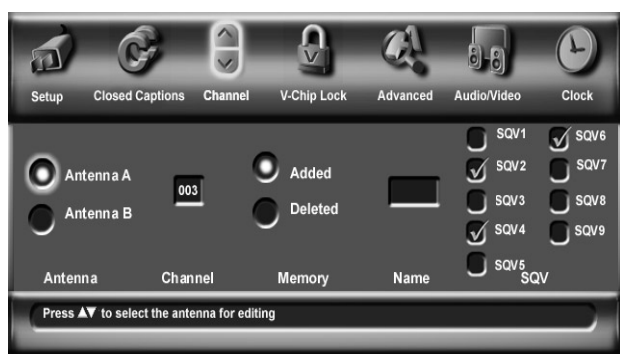 Setup Closed Captions Channel V-Chip Lock Advanced Audio/Video Clock
Antenna A
Antenna B
003
Added
Deleted
SQV1
SQV2
SQV3
SQV4
SQV5
SQV6
SQV7
SQV8
SQV9
Antenna Channel Memory Name SQV
Press ▲▼ to select the antenna for editing